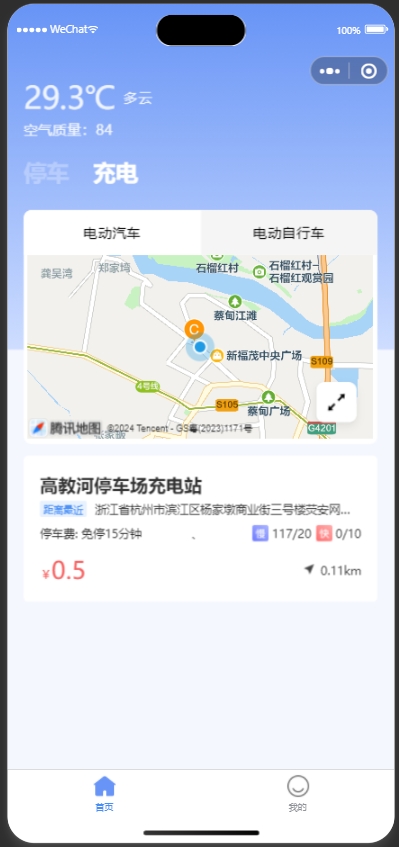 WeChat 100%
29.3℃ 多云
空气质量：84
停车 充电
电动汽车 电动自行车
龚吴湾 郑家埼 石榴红村 石榴红村-
石榴红观赏园
蔡甸江滩
C
新福茂中央广场
S109
4号线
S105
蔡甸广场
腾讯地图 ©2024 Tencent - GS粤(2023)1171号
G4201
高教河停车场充电站
距离最近 浙江省杭州市滨江区杨家墩商业街三号楼荧安网...
停车费: 免停15分钟 、 慢 117/20 快 0/10
¥0.5 0.11km
首页 我的